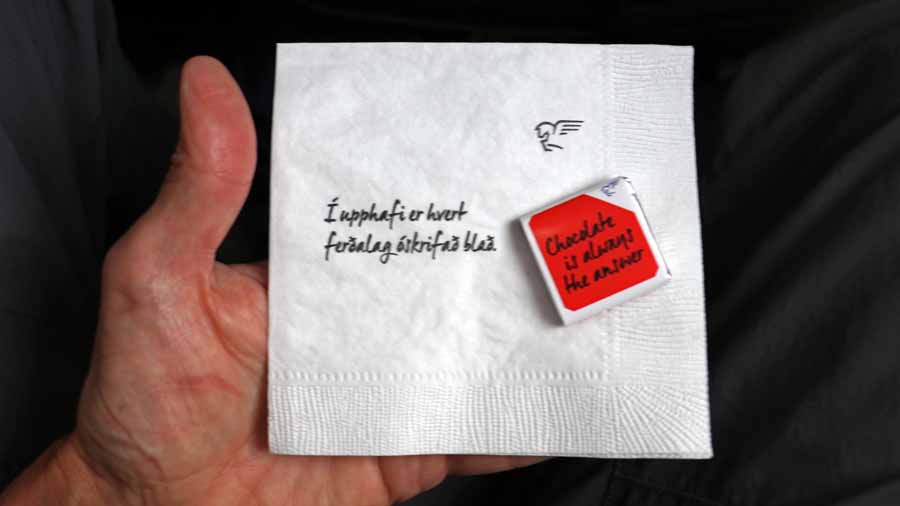 Í upphafi er hvert
ferðalag óskrifað blað.
Chocolate
is always
the answer